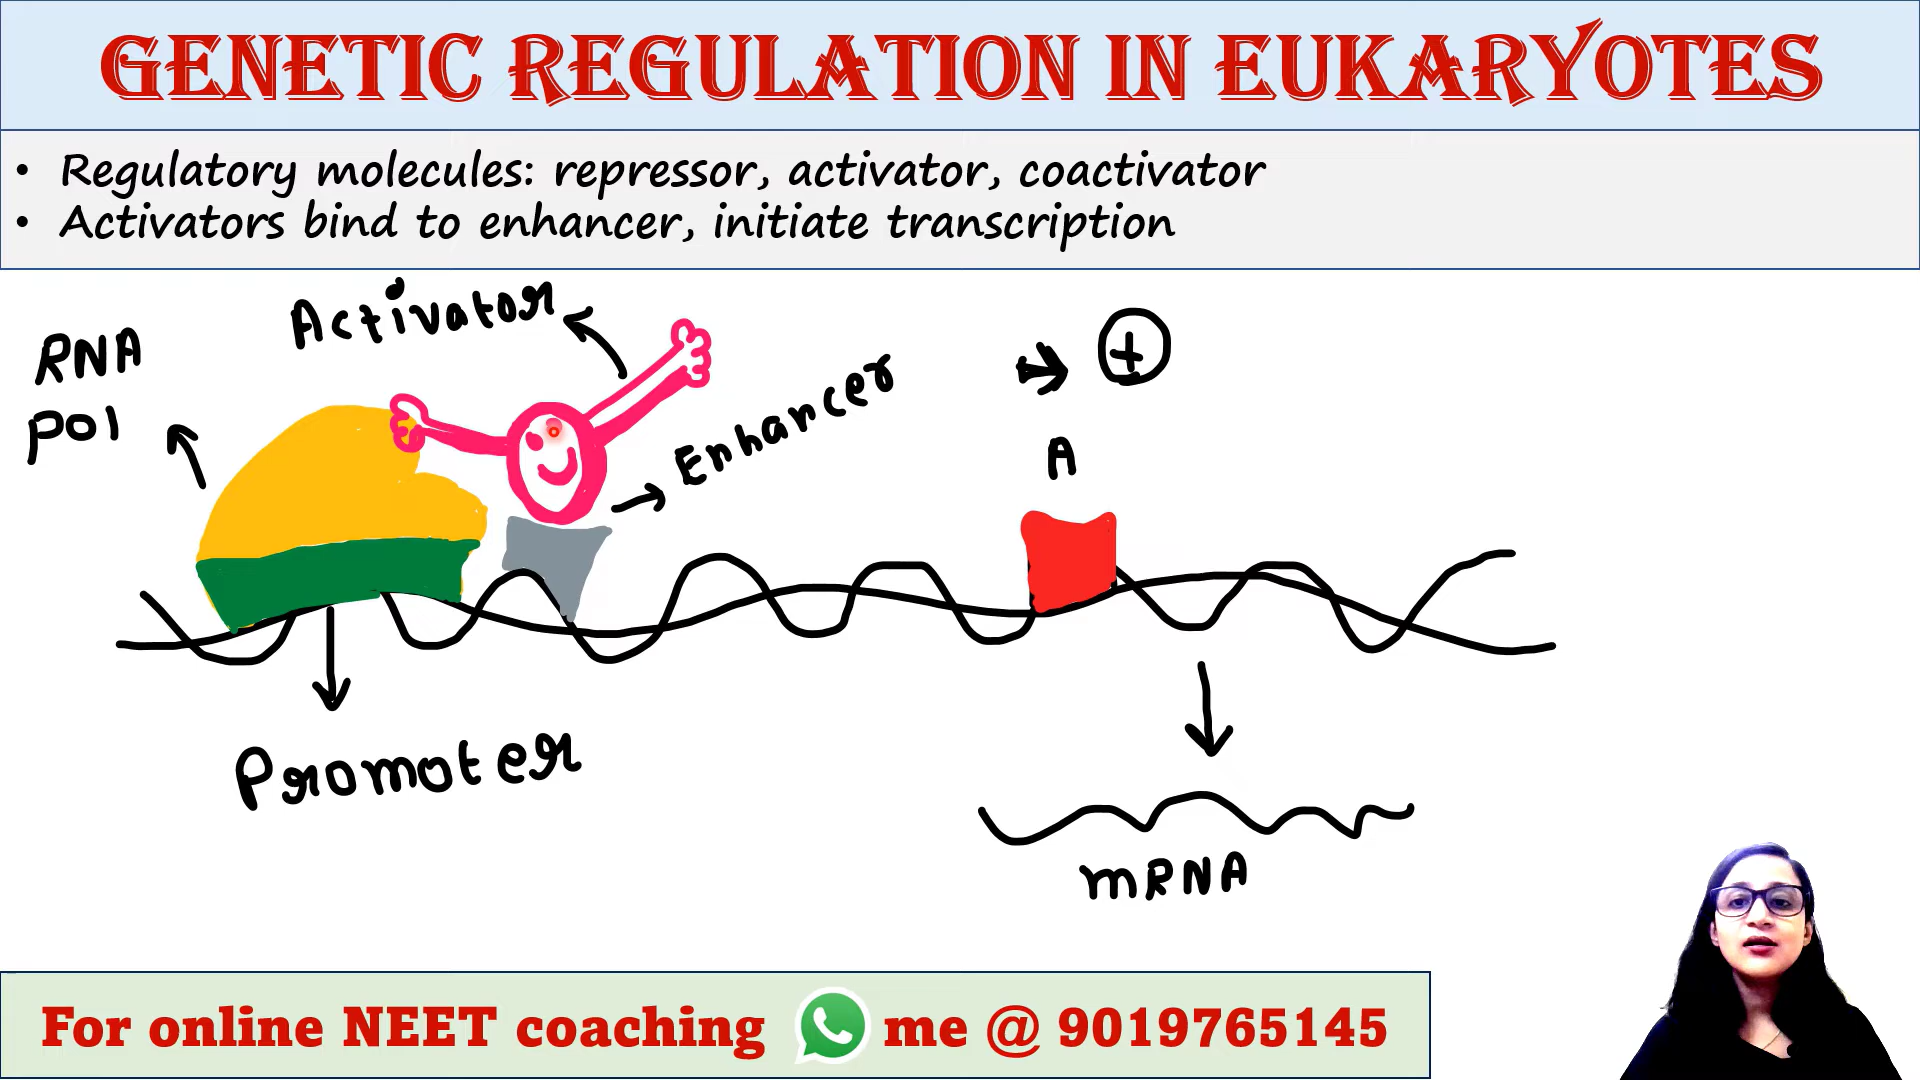 GENETIC REGULATION IN EUKARYOTES
• Regulatory molecules: repressor, activator, coactivator
• Activators bind to enhancer, initiate transcription
Activator
RNA
pol
Enhancer
+
A
Promoter
mRNA
For online NEET coaching me @ 9019765145